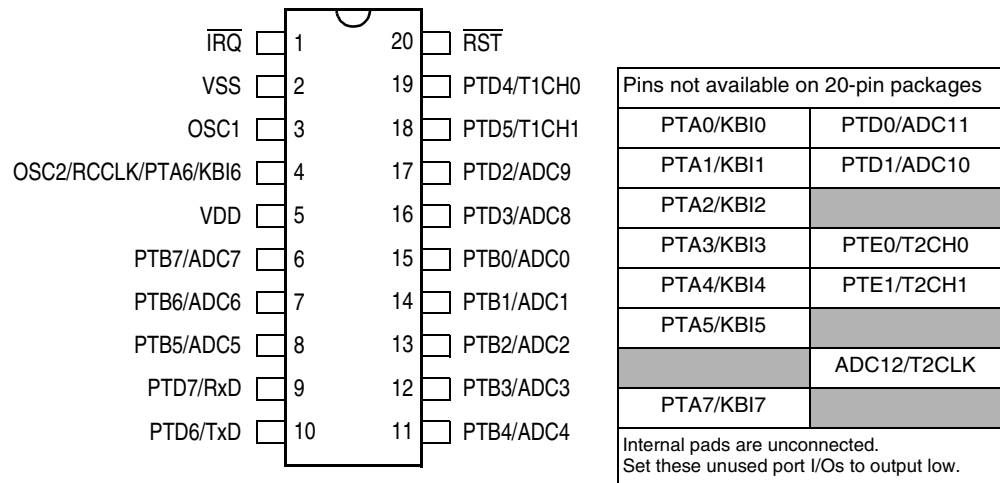 IRQ 1 20 RST
VSS 2 19 PTD4/T1CH0
OSC1 3 18 PTD5/T1CH1
OSC2/RCCLK/PTA6/KBI6 4 17 PTD2/ADC9
VDD 5 16 PTD3/ADC8
PTB7/ADC7 6 15 PTB0/ADC0
PTB6/ADC6 7 14 PTB1/ADC1
PTB5/ADC5 8 13 PTB2/ADC2
PTD7/RxD 9 12 PTB3/ADC3
PTD6/TxD 10 11 PTB4/ADC4
Pins not available on 20-pin packages
PTA0/KBI0 PTD0/ADC11
PTA1/KBI1 PTD1/ADC10
PTA2/KBI2
PTA3/KBI3 PTE0/T2CH0
PTA4/KBI4 PTE1/T2CH1
PTA5/KBI5
ADC12/T2CLK
PTA7/KBI7
Internal pads are unconnected.
Set these unused port I/Os to output low.